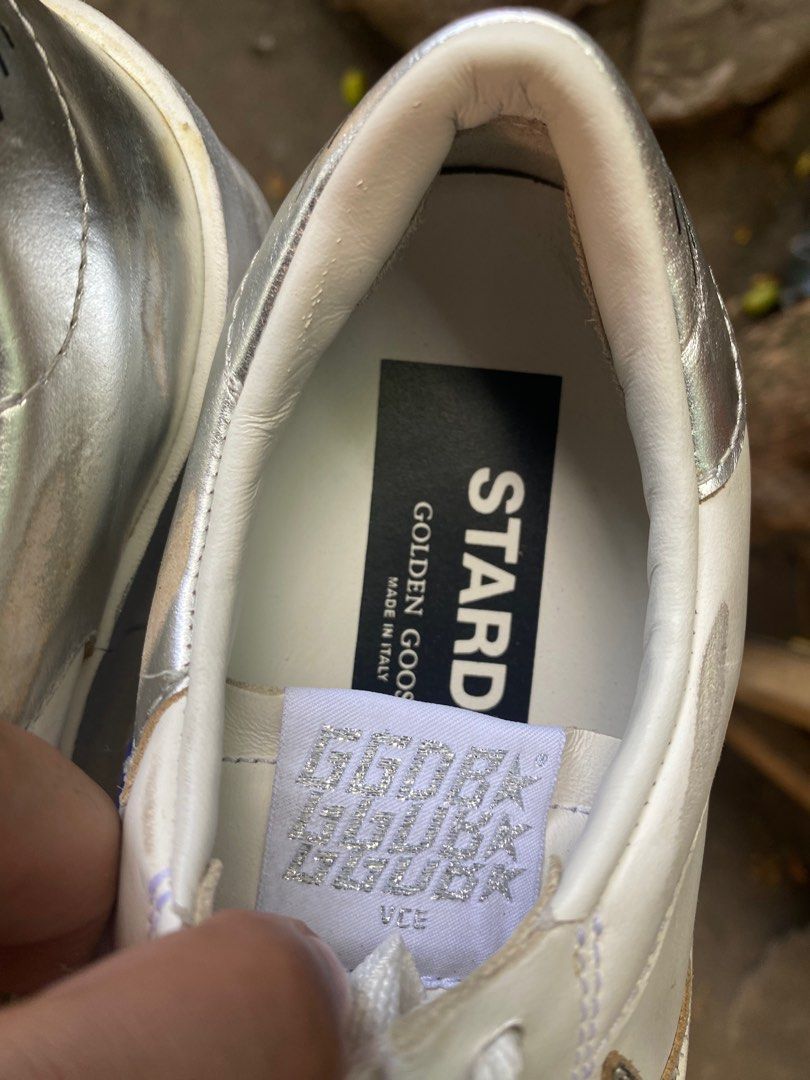 STARD
GOLDEN GOOS
MADE IN ITALY
GGDB★®
GGDB★
GGDB★
VCE